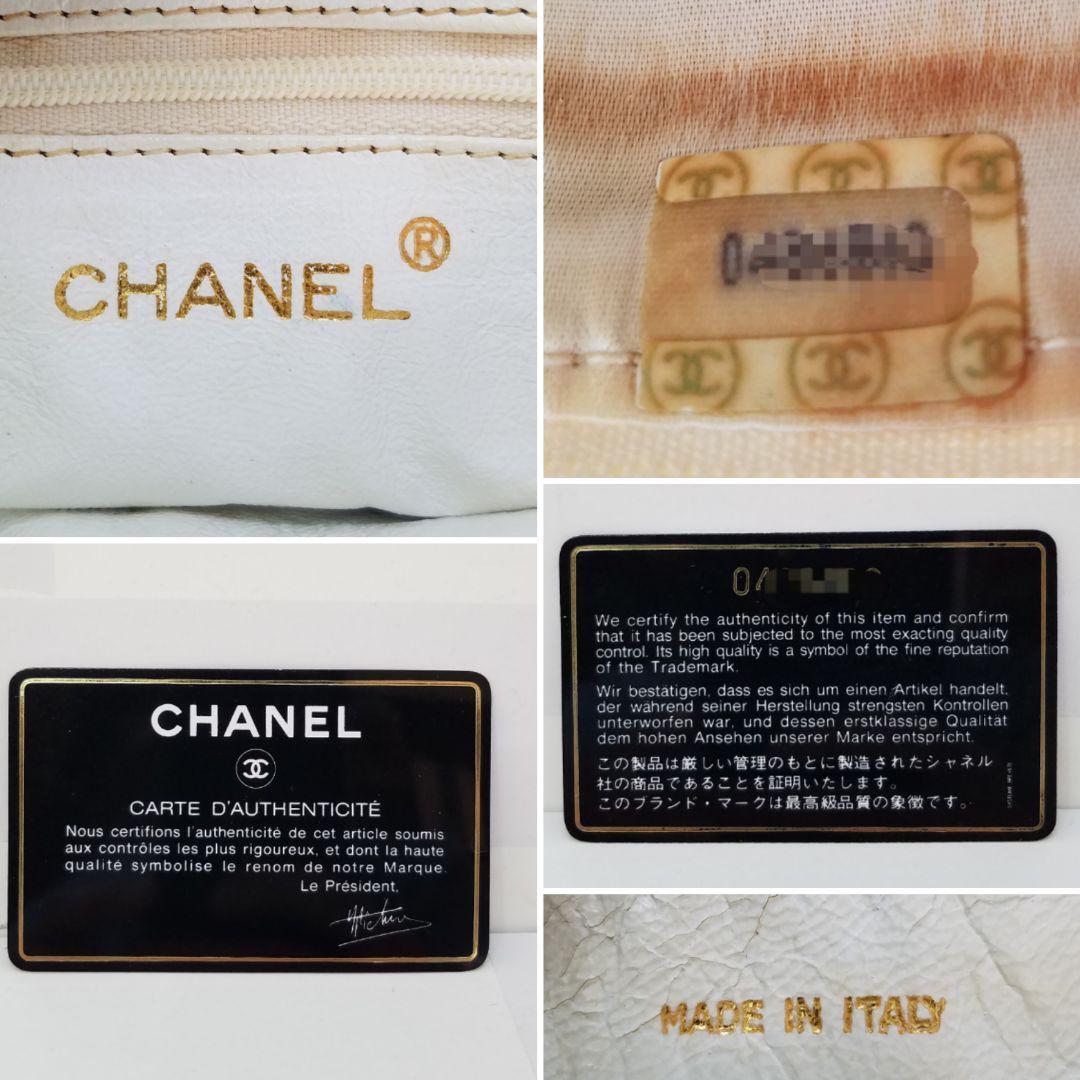 CHANEL®
CHANEL
CARTE D'AUTHENTICITÉ
Nous certifions l'authenticité de cet article soumis
aux contrôles les plus rigoureux, et dont la haute
qualité symbolise le renom de notre Marque.
Le Président,
We certify the authenticity of this item and confirm
that it has been subjected to the most exacting quality
control. Its high quality is a symbol of the fine reputation
of the Trademark.
Wir bestätigen, dass es sich um einen Artikel handelt,
der während seiner Herstellung strengsten Kontrollen
unterworfen war, und dessen erstklassige Qualität
dem hohen Ansehen unserer Marke entspricht.
この製品は厳しい管理のもとに製造されたシャネル
社の商品であることを証明いたします。
このブランド・マークは最高級品質の象徴です。
MADE IN ITALY